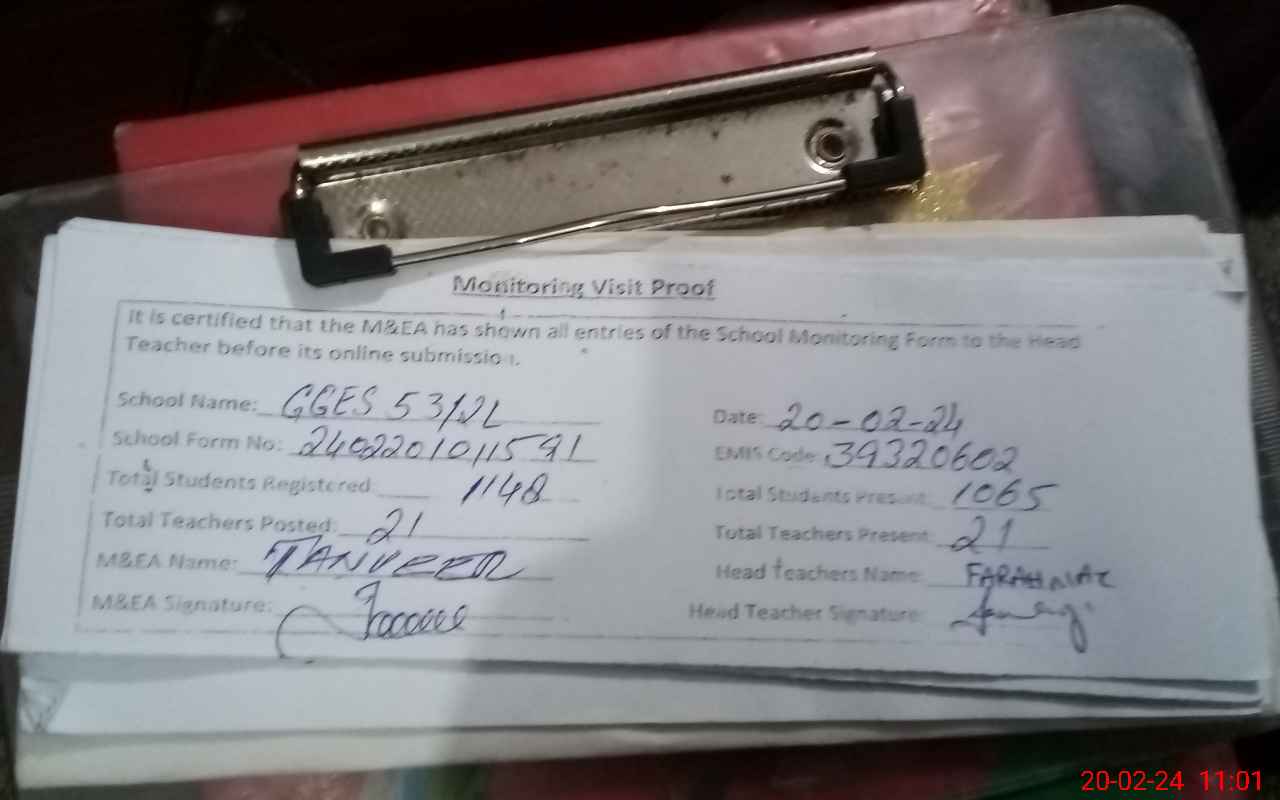 Monitoring Visit Proof
It is certified that the M&EA has shown all entries of the School Monitoring Form to the Head
Teacher before its online submission.
School Name: GGES 53/2L Date: 20-02-24
School Form No: 2402201011591 EMIS Code: 39320602
Total Students Registered: 1148 Total Students Present: 1065
Total Teachers Posted: 21 Total Teachers Present: 21
M&EA Name: TANVEER Head Teachers Name: FARAH NAZ
M&EA Signature: Head Teacher Signature:
20-02-24 11:01